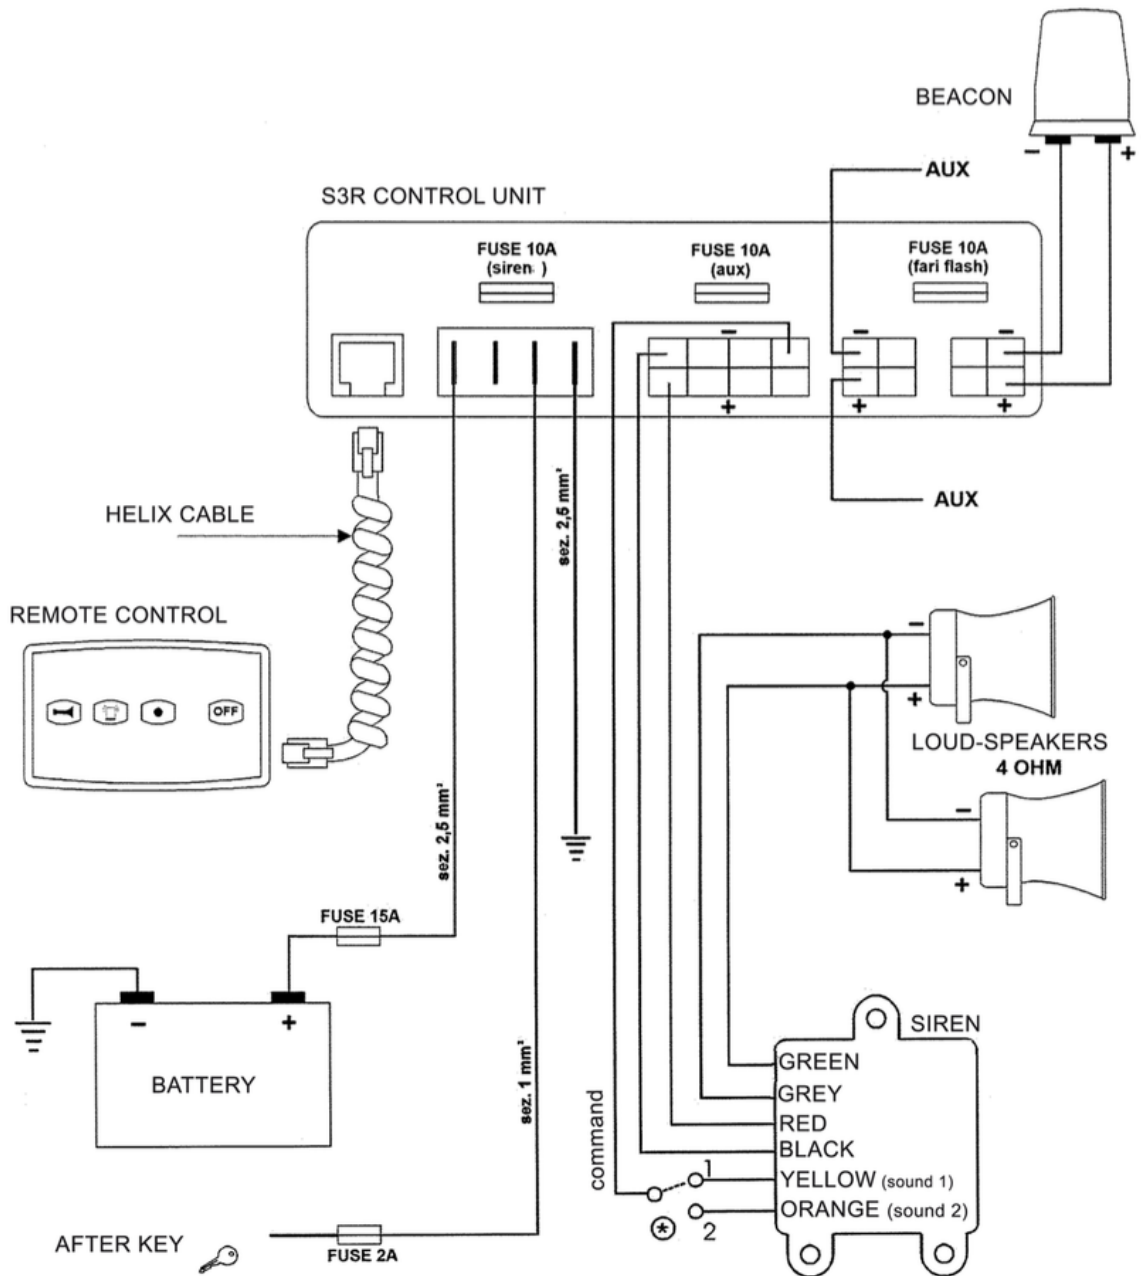 BEACON
AUX
S3R CONTROL UNIT
FUSE 10A
(siren )
FUSE 10A
(aux)
FUSE 10A
(fari flash)
AUX
HELIX CABLE
sez. 2,5 mm²
REMOTE CONTROL
OFF
LOUD-SPEAKERS
4 OHM
sez. 2,5 mm²
FUSE 15A
BATTERY
sez. 1 mm²
SIREN
GREEN
GREY
RED
BLACK
YELLOW (sound 1)
ORANGE (sound 2)
command
1
2
AFTER KEY
FUSE 2A